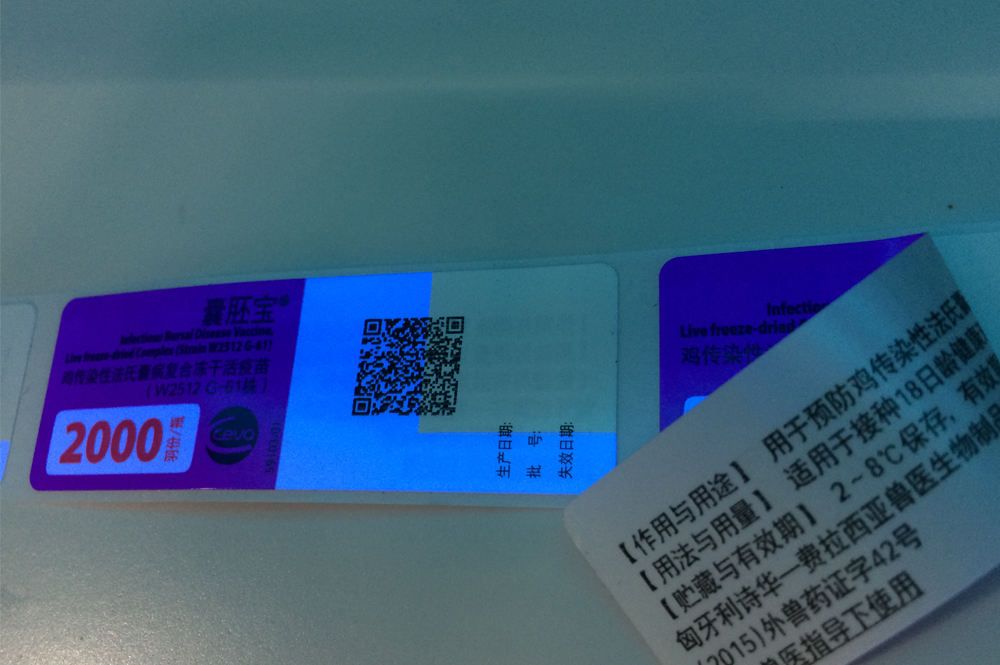 囊胚宝®
Infectious Bursal Disease Vaccine,
Live freeze-dried Complex (Strain W2512 G-61)
鸡传染性法氏囊病复合冻干活疫苗
（W2512 G-61株）
2000
羽份/瓶
Ceva
生产日期:
批 号:
失效日期:
Infectio
Live freeze-dried
鸡传染性
【作用与用途】 用于预防鸡传染性法氏囊
【用法与用量】 适用于接种18日龄健康
【贮藏与有效期】 2~8℃保存，有效
匈牙利诗华—费拉西亚兽医生物制品
(2015)外兽药证字42号
兽医指导下使用